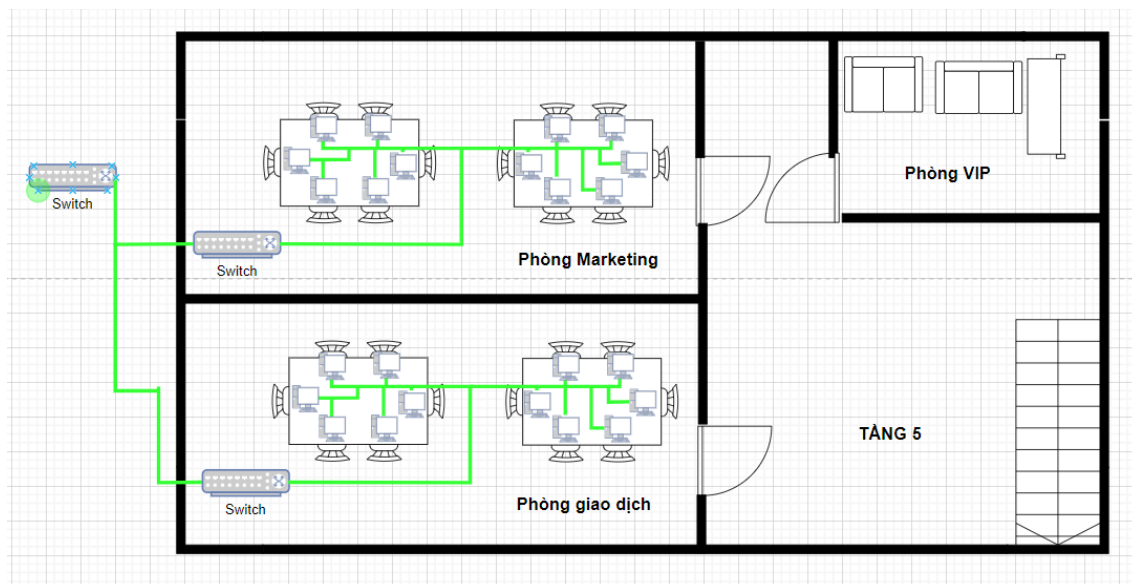 Phòng VIP
Switch
Switch
Phòng Marketing
TẦNG 5
Switch
Phòng giao dịch